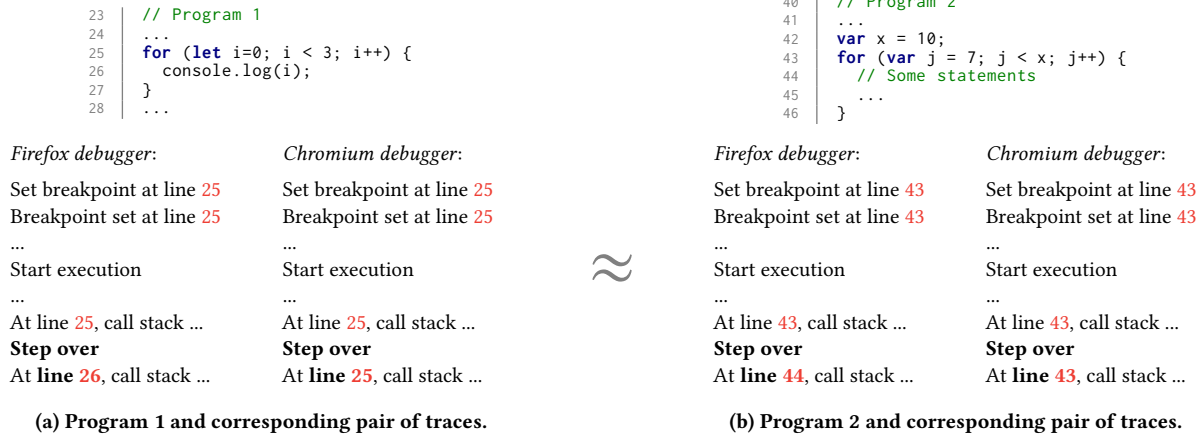 23 // Program 1
24 ...
25 for (let i=0; i < 3; i++) {
26 console.log(i);
27 }
28 ...
Firefox debugger:
Set breakpoint at line 25
Breakpoint set at line 25
...
Start execution
...
At line 25, call stack ...
Step over
At line 26, call stack ...
Chromium debugger:
Set breakpoint at line 25
Breakpoint set at line 25
...
Start execution
...
At line 25, call stack ...
Step over
At line 25, call stack ...
(a) Program 1 and corresponding pair of traces.
≈
40 // Program 2
41 ...
42 var x = 10;
43 for (var j = 7; j < x; j++) {
44 // Some statements
45 ...
46 }
Firefox debugger:
Set breakpoint at line 43
Breakpoint set at line 43
...
Start execution
...
At line 43, call stack ...
Step over
At line 44, call stack ...
Chromium debugger:
Set breakpoint at line 43
Breakpoint set at line 43
...
Start execution
...
At line 43, call stack ...
Step over
At line 43, call stack ...
(b) Program 2 and corresponding pair of traces.